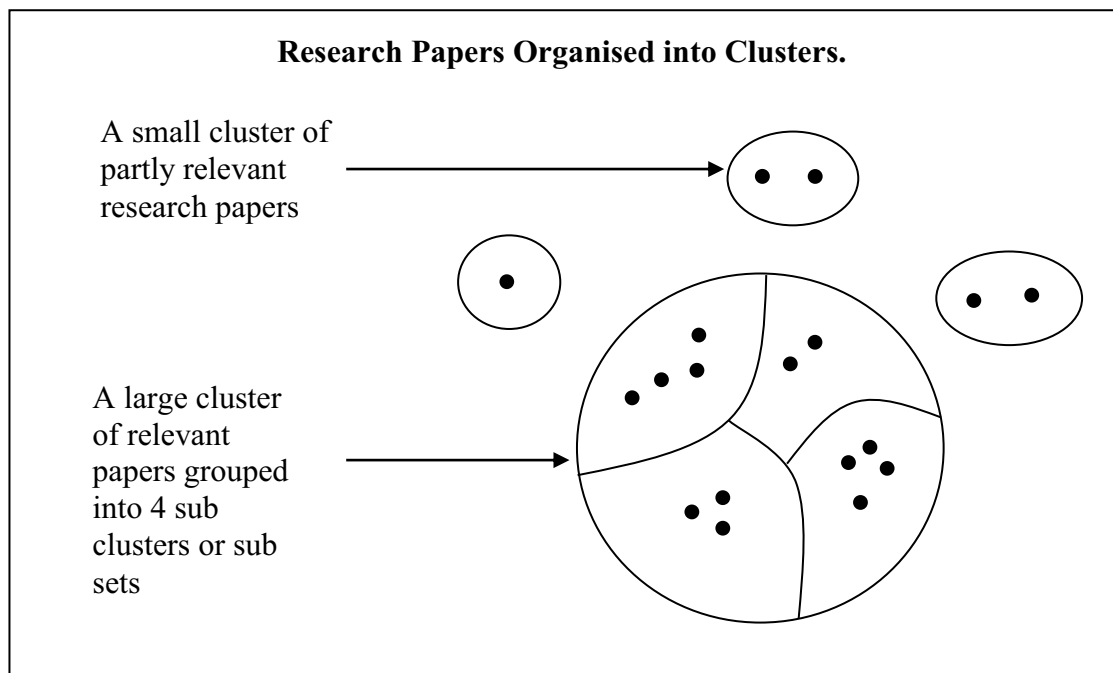 Research Papers Organised into Clusters.
A small cluster of
partly relevant
research papers
A large cluster
of relevant
papers grouped
into 4 sub
clusters or sub
sets